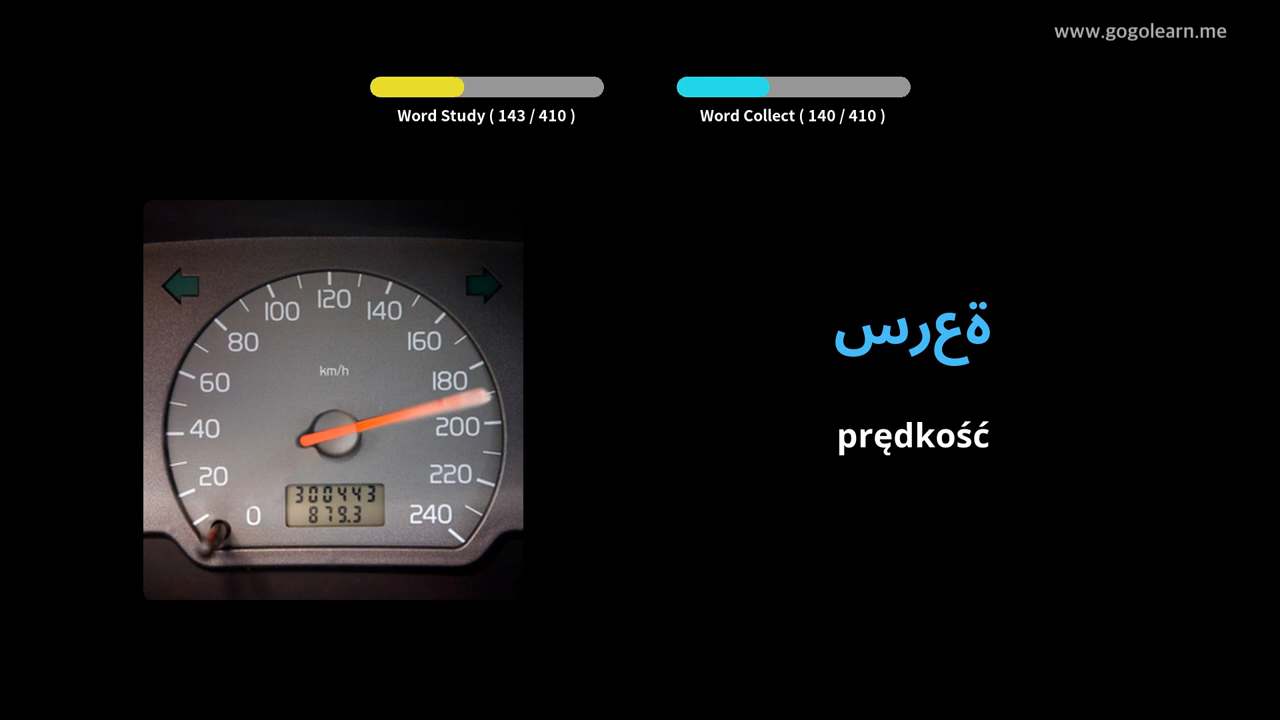 www.gogolearn.me
Word Study ( 143 / 410 )
Word Collect ( 140 / 410 )
ةعرس
prędkość
100
120
140
80
160
km/h
60
180
40
200
20
220
300443
879.3
0
240